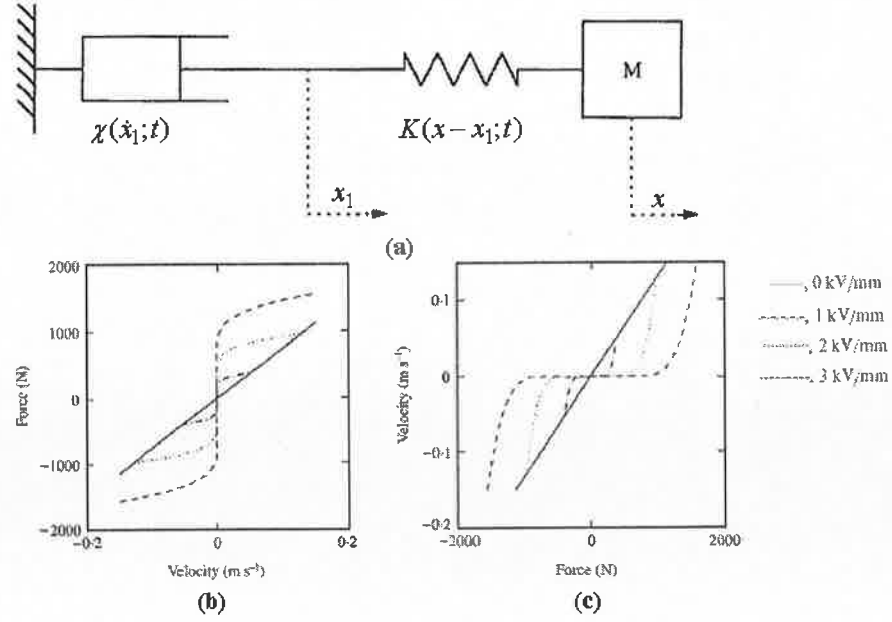 M
χ(ẋ₁;t)
K(x − x₁;t)
x₁
x
(a)
2000
1000
0
−1000
−2000
−0·2
0
0·2
Force (N)
Velocity (m s⁻¹)
(b)
0·1
0
−0·1
−0·2
−2000
0
2000
Velocity (m s⁻¹)
Force (N)
(c)
, 0 kV/mm
, 1 kV/mm
, 2 kV/mm
, 3 kV/mm